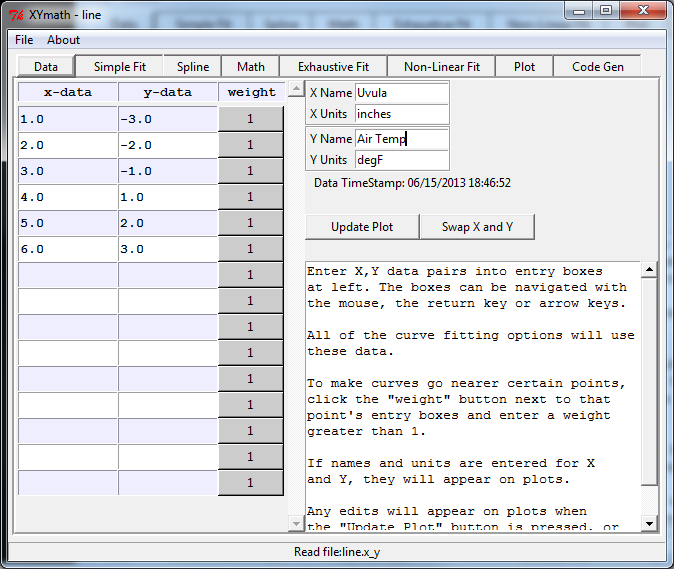 XYmath - line
File About
Data Simple Fit Spline Math Exhaustive Fit Non-Linear Fit Plot Code Gen
x-data y-data weight
1.0 -3.0 1
2.0 -2.0 1
3.0 -1.0 1
4.0 1.0 1
5.0 2.0 1
6.0 3.0 1
1
1
1
1
1
1
1
1
1
X Name Uvula
X Units inches
Y Name Air Temp
Y Units degF
Data TimeStamp: 06/15/2013 18:46:52
Update Plot Swap X and Y
Enter X,Y data pairs into entry boxes
at left. The boxes can be navigated with
the mouse, the return key or arrow keys.
All of the curve fitting options will use
these data.
To make curves go nearer certain points,
click the "weight" button next to that
point's entry boxes and enter a weight
greater than 1.
If names and units are entered for X
and Y, they will appear on plots.
Any edits will appear on plots when
the "Update Plot" button is pressed, or
Read file:line.x_y